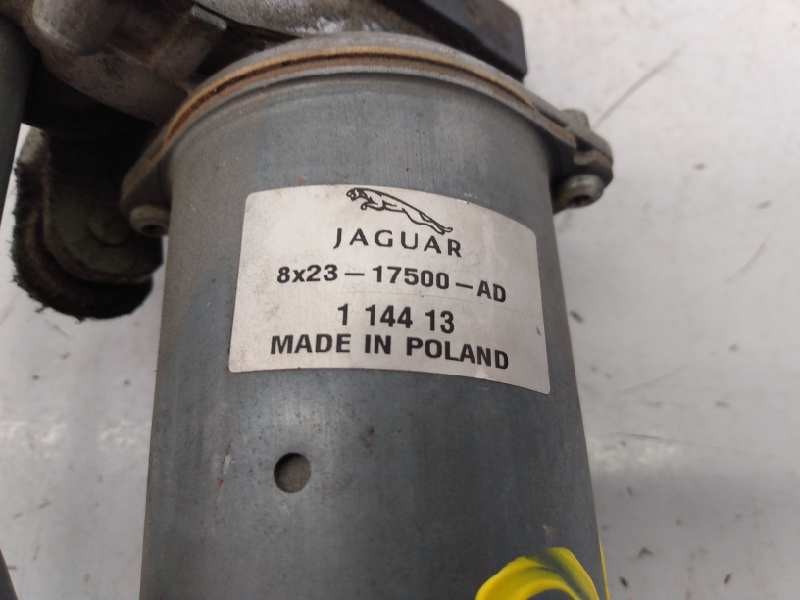 JAGUAR
8x23-17500-AD
1 144 13
MADE IN POLAND